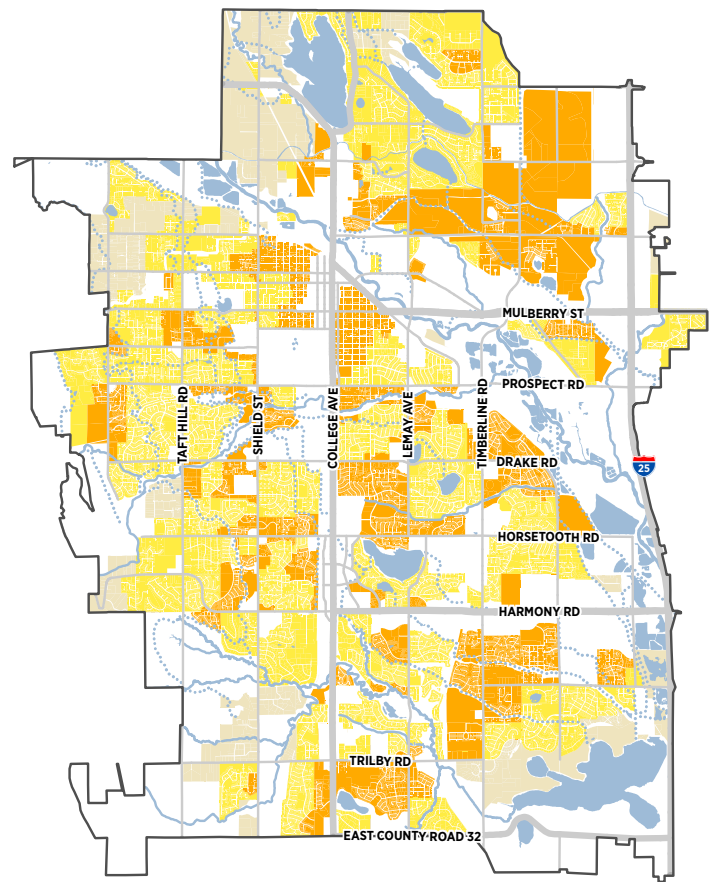 MULBERRY ST
PROSPECT RD
TAFT HILL RD
SHIELD ST
COLLEGE AVE
LEMAY AVE
TIMBERLINE RD
DRAKE RD
25
HORSETOOTH RD
HARMONY RD
TRILBY RD
EAST COUNTY ROAD 32